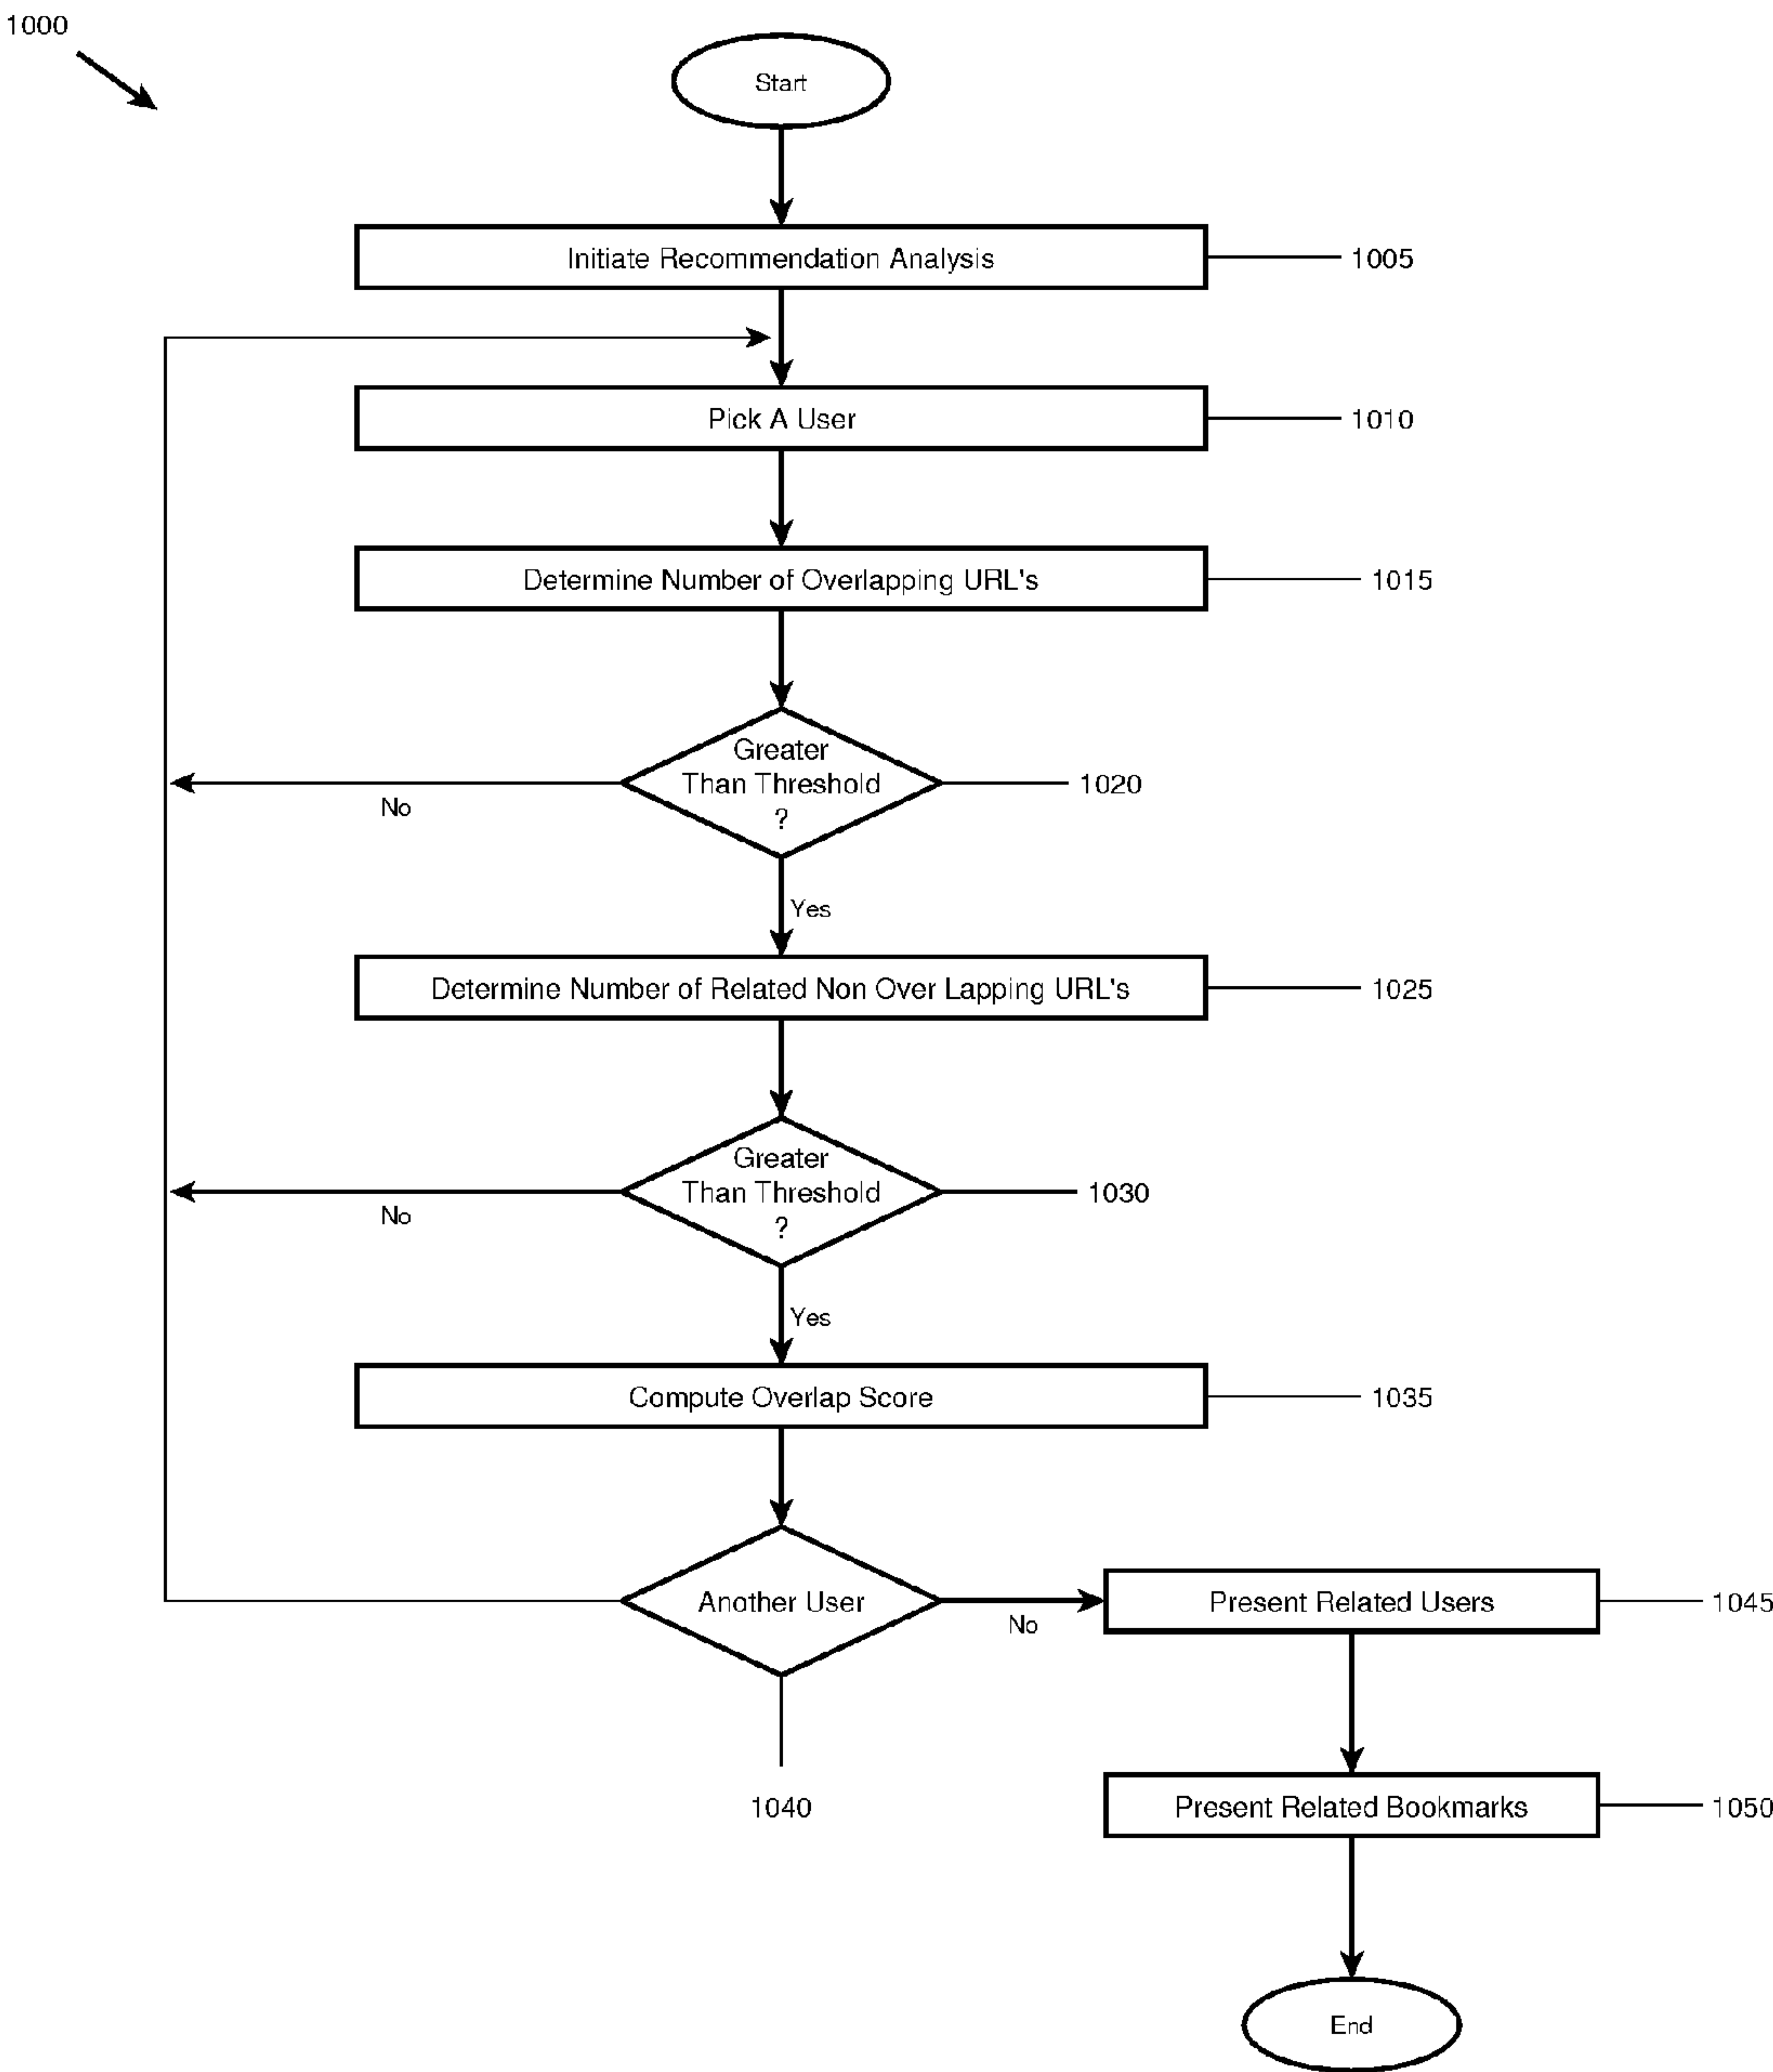 1000
Start
Initiate Recommendation Analysis
1005
Pick A User
1010
Determine Number of Overlapping URL's
1015
Greater
Than Threshold
?
1020
No
Yes
Determine Number of Related Non Over Lapping URL's
1025
Greater
Than Threshold
?
1030
No
Yes
Compute Overlap Score
1035
Another User
No
Present Related Users
1045
1040
Present Related Bookmarks
1050
End